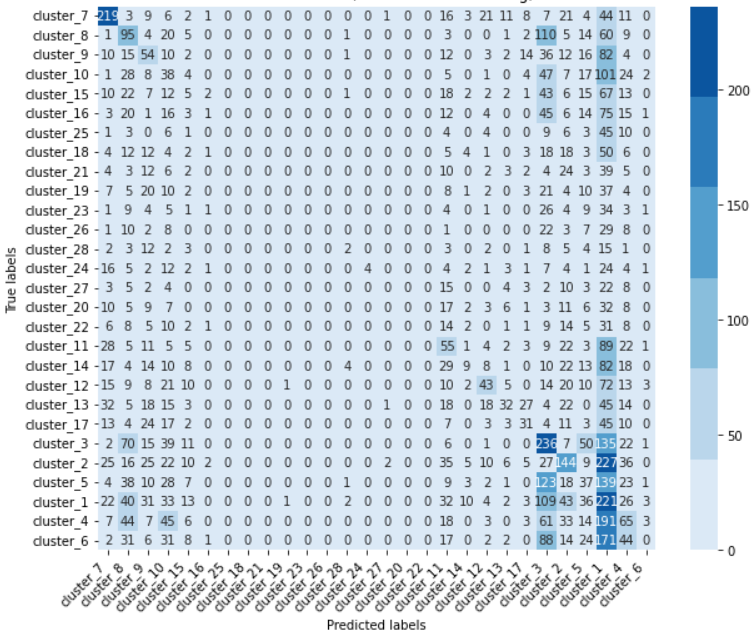 cluster_7 219 3 9 6 2 1 0 0 0 0 0 0 0 0 1 0 0 16 3 21 11 8 7 21 4 44 11 0
cluster_8 1 95 4 20 5 0 0 0 0 0 0 0 1 0 0 0 0 3 0 0 1 2 110 5 14 60 9 0
cluster_9 10 15 54 10 2 0 0 0 0 0 0 0 1 0 0 0 0 12 0 3 2 14 36 12 16 82 4 0
cluster_10 1 28 8 38 4 0 0 0 0 0 0 0 0 0 0 0 0 5 0 1 0 4 47 7 17 101 24 2
cluster_15 10 22 7 12 5 2 0 0 0 0 0 0 1 0 0 0 0 18 2 2 2 1 43 6 15 67 13 0
cluster_16 3 20 1 16 3 1 0 0 0 0 0 0 0 0 0 0 0 12 0 4 0 0 45 6 14 75 15 1
cluster_25 1 3 0 6 1 0 0 0 0 0 0 0 0 0 0 0 0 4 0 4 0 0 9 6 3 45 10 0
cluster_18 4 12 12 4 2 1 0 0 0 0 0 0 0 0 0 0 0 5 4 1 0 3 18 18 3 50 6 0
cluster_21 4 3 12 6 2 0 0 0 0 0 0 0 0 0 0 0 0 10 0 2 3 2 4 24 3 39 5 0
cluster_19 7 5 20 10 2 0 0 0 0 0 0 0 0 0 0 0 0 8 1 2 0 3 21 4 10 37 4 0
cluster_23 1 9 4 5 1 1 0 0 0 0 0 0 0 0 0 0 0 4 0 1 0 0 26 4 9 34 3 1
cluster_26 1 10 2 8 0 0 0 0 0 0 0 0 0 0 0 0 0 1 0 0 0 0 22 3 7 29 8 0
cluster_28 2 3 12 2 3 0 0 0 0 0 0 0 2 0 0 0 0 3 0 2 0 1 8 5 4 15 1 0
cluster_24 16 5 2 12 2 1 0 0 0 0 0 0 0 4 0 0 0 4 2 1 3 1 7 4 1 24 4 1
cluster_27 3 5 2 4 0 0 0 0 0 0 0 0 0 0 0 0 0 15 0 0 4 3 2 10 3 22 8 0
cluster_20 10 5 9 7 0 0 0 0 0 0 0 0 0 0 0 0 0 17 2 3 6 1 3 11 6 32 8 0
cluster_22 6 8 5 10 2 1 0 0 0 0 0 0 0 0 0 0 0 14 2 0 1 1 9 14 5 31 8 0
cluster_11 28 5 11 5 5 0 0 0 0 0 0 0 0 0 0 0 0 55 1 4 2 3 9 22 3 89 22 1
cluster_14 17 4 14 10 8 0 0 0 0 0 0 0 4 0 0 0 0 29 9 8 1 0 10 22 13 82 18 0
cluster_12 15 9 8 21 10 0 0 0 0 1 0 0 0 0 0 0 0 10 2 43 5 0 14 20 10 72 13 3
cluster_13 32 5 18 15 3 0 0 0 0 0 0 0 0 0 1 0 0 18 0 18 32 27 4 22 0 45 14 0
cluster_17 13 4 24 17 2 0 0 0 0 0 0 0 0 0 0 0 0 7 0 3 3 31 4 11 3 45 10 0
cluster_3 2 70 15 39 11 0 0 0 0 0 0 0 0 0 0 0 0 6 0 1 0 0 236 7 50 135 22 1
cluster_2 25 16 25 22 10 2 0 0 0 0 0 0 0 0 2 0 0 35 5 10 6 5 27 144 9 227 36 0
cluster_5 4 38 10 28 7 0 0 0 0 0 0 0 1 0 0 0 0 9 3 2 1 0 123 18 37 139 23 1
cluster_1 22 40 31 33 13 0 0 0 0 1 0 0 2 0 0 0 0 32 10 4 2 3 109 43 36 221 26 3
cluster_4 7 44 7 45 6 0 0 0 0 0 0 0 0 0 0 0 0 18 0 3 0 3 61 33 14 191 65 3
cluster_6 2 31 6 31 8 1 0 0 0 0 0 0 0 0 0 0 0 17 0 2 2 0 88 14 24 171 44 0
cluster_7 cluster_8 cluster_9 cluster_10 cluster_15 cluster_16 cluster_25 cluster_18 cluster_21 cluster_19 cluster_23 cluster_26 cluster_28 cluster_24 cluster_27 cluster_20 cluster_22 cluster_11 cluster_14 cluster_12 cluster_13 cluster_17 cluster_3 cluster_2 cluster_5 cluster_1 cluster_4 cluster_6
Predicted labels
True labels
200
150
100
50
0